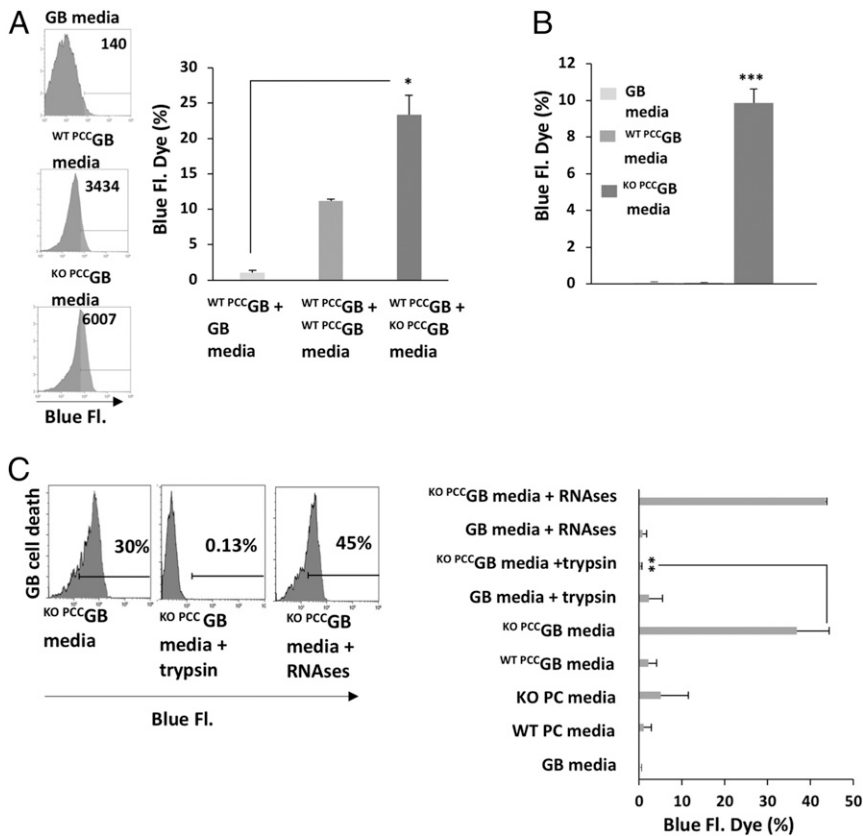 A
GB media
140
WT PCCGB
media
3434
KO PCCGB
media
6007
Blue Fl.
Blue Fl. Dye (%)
30
25
20
15
10
5
0
*
WT PCCGB +
GB
media
WT PCCGB +
WT PCCGB
media
WT PCCGB +
KO PCCGB
media
B
Blue Fl. Dye (%)
12
10
8
6
4
2
0
GB
media
WT PCCGB
media
KO PCCGB
media
***
C
GB cell death
30%
0.13%
45%
KO PCCGB
media
KO PCCGB
media +
trypsin
KO PCCGB
media +
RNAses
Blue Fl.
KO PCCGB media + RNAses
GB media + RNAses
KO PCCGB media +trypsin
**
GB media + trypsin
KO PCCGB media
WT PCCGB media
KO PC media
WT PC media
GB media
0 10 20 30 40 50
Blue Fl. Dye (%)